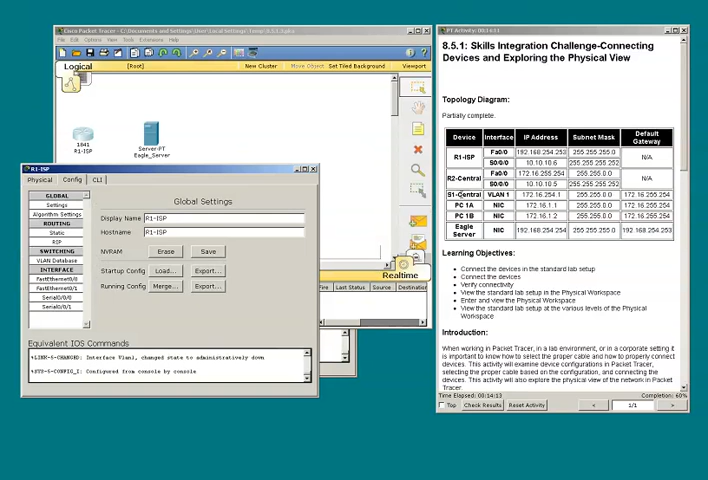 Cisco Packet Tracer - C:\Documents and Settings\User\Local Settings\Temp\8.5.1.pka
File Edit Options View Tools Extensions Help
Logical [Root] New Cluster Move Object Set Tiled Background Viewport
1841
R1-ISP
Server-PT
Eagle_Server
Realtime
Fire Last Status Source Destination
R1-ISP
Physical Config CLI
GLOBAL
Settings
Algorithm Settings
ROUTING
Static
RIP
SWITCHING
VLAN Database
INTERFACE
FastEthernet0/0
FastEthernet0/1
Serial0/0/0
Serial0/0/1
Global Settings
Display Name R1-ISP
Hostname R1-ISP
NVRAM Erase Save
Startup Config Load... Export...
Running Config Merge... Export...
Equivalent IOS Commands
%LINK-5-CHANGED: Interface Vlan1, changed state to administratively down
%SYS-5-CONFIG_I: Configured from console by console
PT Activity: 00:14:11
8.5.1: Skills Integration Challenge-Connecting
Devices and Exploring the Physical View
Topology Diagram:
Partially complete.
Device Interface IP Address Subnet Mask Default Gateway
R1-ISP Fa0/0 192.168.254.253 255.255.255.0 N/A
S0/0/0 10.10.10.6 255.255.255.252
R2-Central Fa0/0 172.16.255.254 255.255.0.0 N/A
S0/0/0 10.10.10.5 255.255.255.252
S1-Central VLAN 1 172.16.254.1 255.255.0.0 172.16.255.254
PC 1A NIC 172.16.1.1 255.255.0.0 172.16.255.254
PC 1B NIC 172.16.1.2 255.255.0.0 172.16.255.254
Eagle Server NIC 192.168.254.254 255.255.255.0 192.168.254.253
Learning Objectives:
• Connect the devices in the standard lab setup
• Connect the devices
• Verify connectivity
• View the standard lab setup in the Physical Workspace
• Enter and view the Physical Workspace
• View the standard lab setup at the various levels of the Physical
Workspace
Introduction:
When working in Packet Tracer, in a lab environment, or in a corporate setting it
is important to know how to select the proper cable and how to properly connect
devices. This activity will examine device configurations in Packet Tracer,
selecting the proper cable based on the configuration, and connecting the
devices. This activity will also explore the physical view of the network in Packet
Tracer
Time Elapsed: 00:14:13 Completion: 60%
Top Check Results Reset Activity < 1/1 >